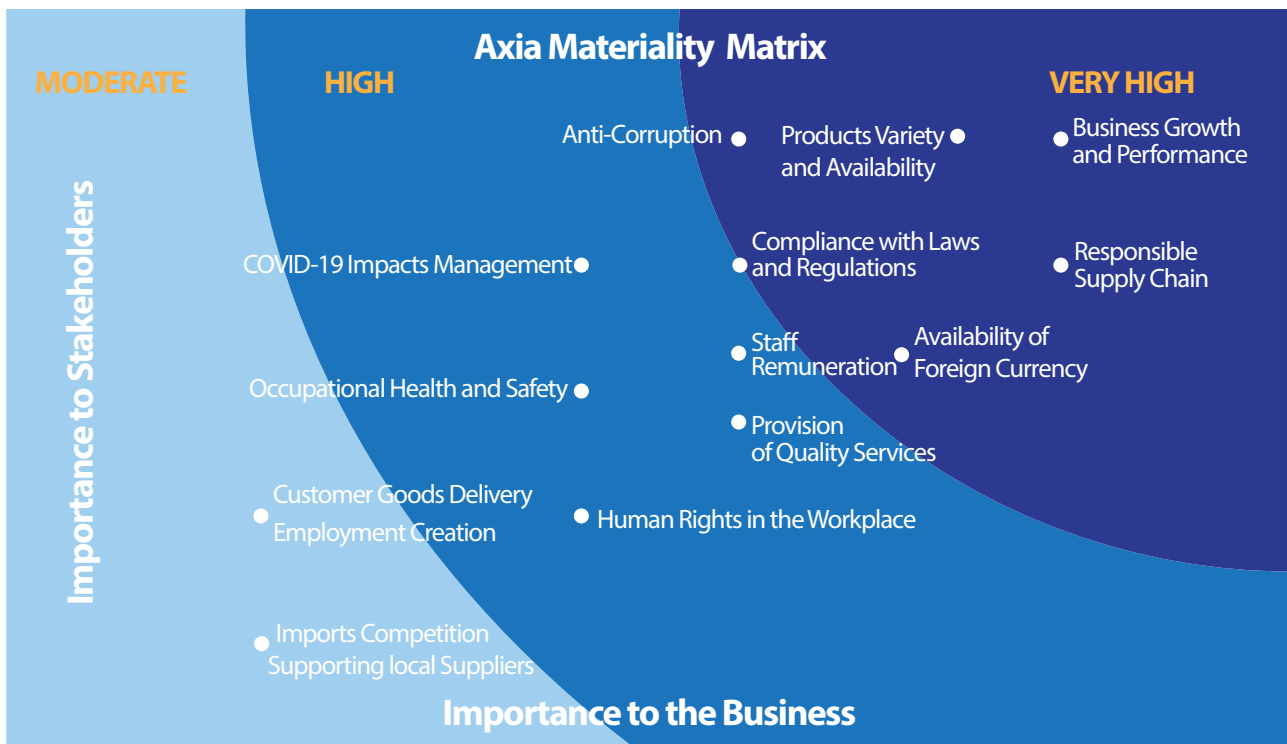 Axia Materiality Matrix
MODERATE
HIGH
VERY HIGH
Anti-Corruption
Products Variety
and Availability
Business Growth
and Performance
COVID-19 Impacts Management
Compliance with Laws
and Regulations
Responsible
Supply Chain
Staff
Remuneration
Availability of
Foreign Currency
Occupational Health and Safety
Provision
of Quality Services
Customer Goods Delivery
Employment Creation
Human Rights in the Workplace
Imports Competition
Supporting local Suppliers
Importance to Stakeholders
Importance to the Business